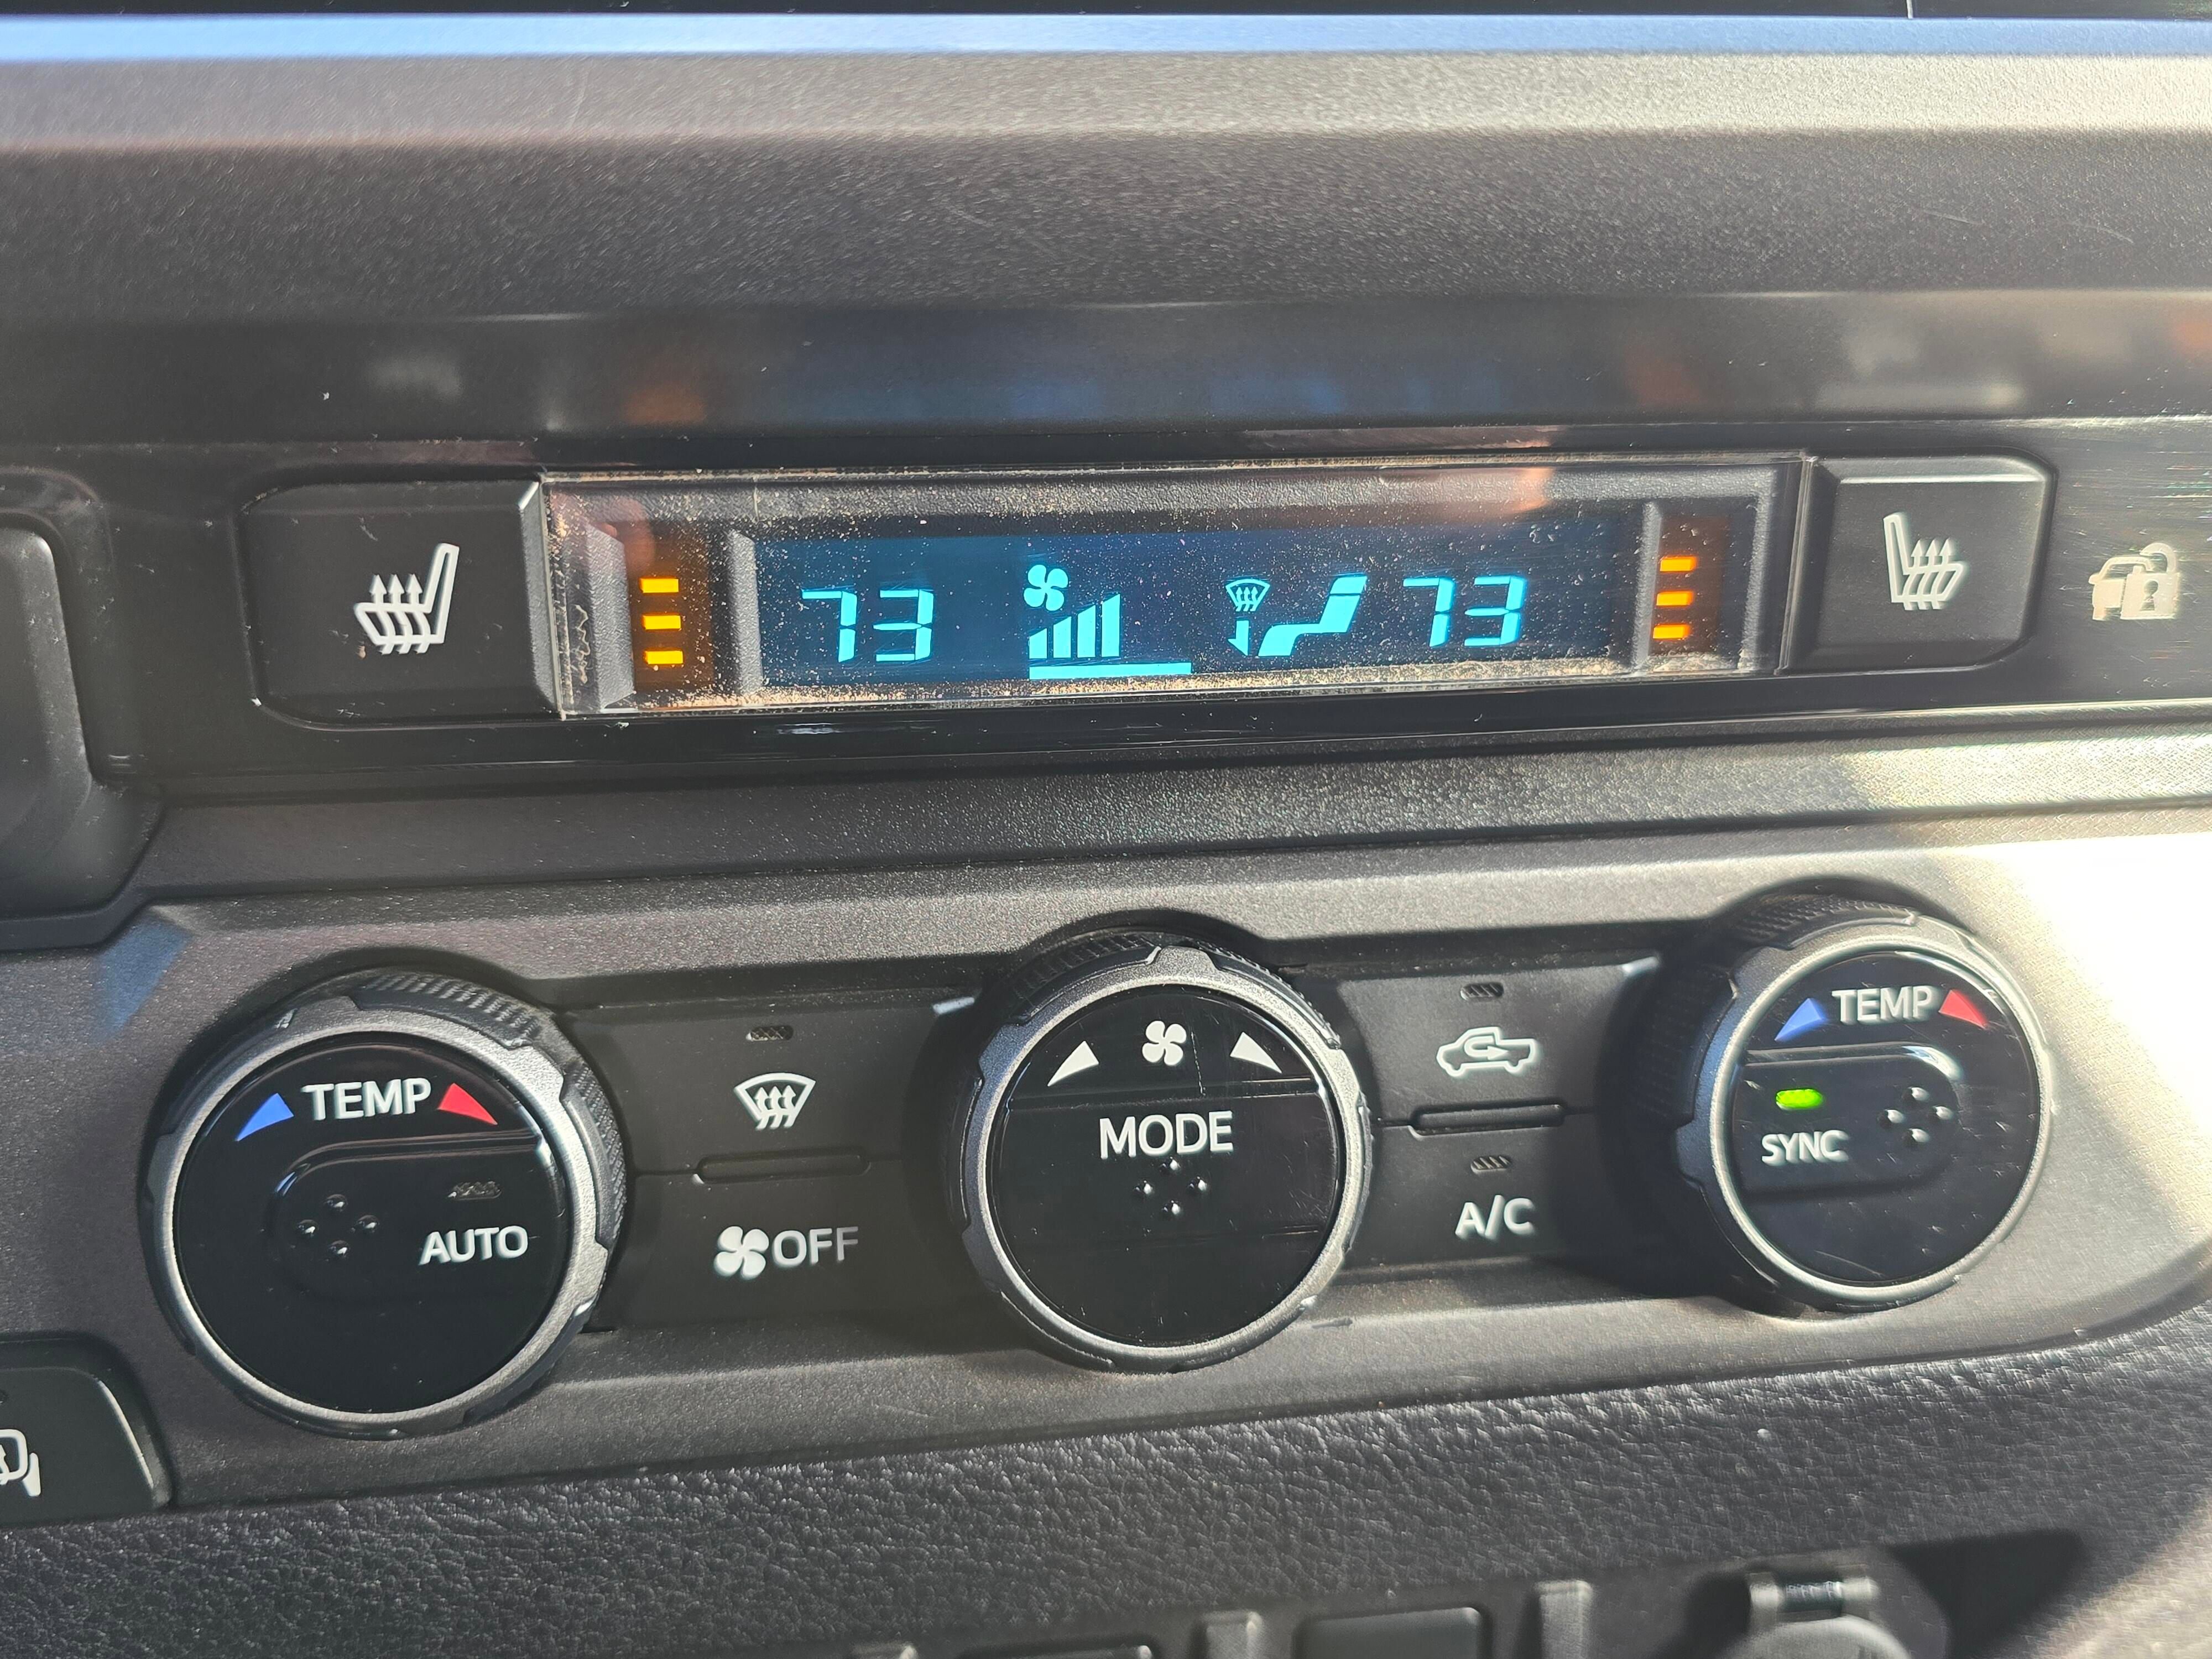 73 73
TEMP
AUTO
OFF
MODE
A/C
TEMP
SYNC